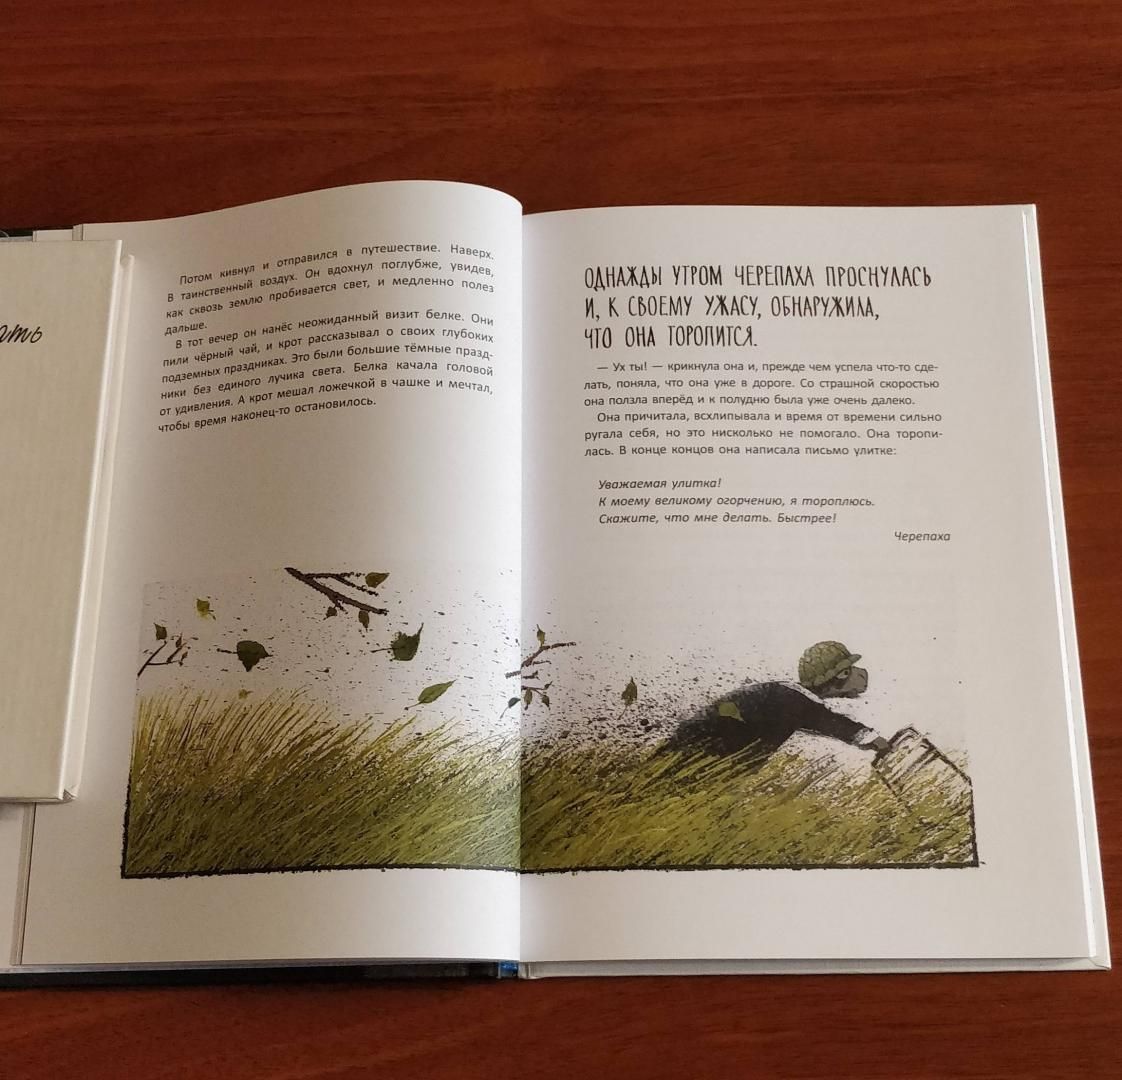 Потом кивнул и отправился в путешествие. Наверх.
В таинственный воздух. Он вдохнул поглубже, увидев,
как сквозь землю пробивается свет, и медленно полез
дальше.
В тот вечер он нанёс неожиданный визит белке. Они
пили чёрный чай, и крот рассказывал о своих глубоких
подземных праздниках. Это были большие тёмные празд-
ники без единого лучика света. Белка качала головой
от удивления. А крот мешал ложечкой в чашке и мечтал,
чтобы время наконец-то остановилось.
ОДНАЖДЫ УТРОМ ЧЕРЕПАХА ПРОСНУЛАСЬ
И, К СВОЕМУ УЖАСУ, ОБНАРУЖИЛА,
ЧТО ОНА ТОРОПИТСЯ.
— Ух ты! — крикнула она и, прежде чем успела что-то сде-
лать, поняла, что она уже в дороге. Со страшной скоростью
она ползла вперёд и к полудню была уже очень далеко.
Она причитала, всхлипывала и время от времени сильно
ругала себя, но это нисколько не помогало. Она торопи-
лась. В конце концов она написала письмо улитке:
Уважаемая улитка!
К моему великому огорчению, я тороплюсь.
Скажите, что мне делать. Быстрее!
Черепаха